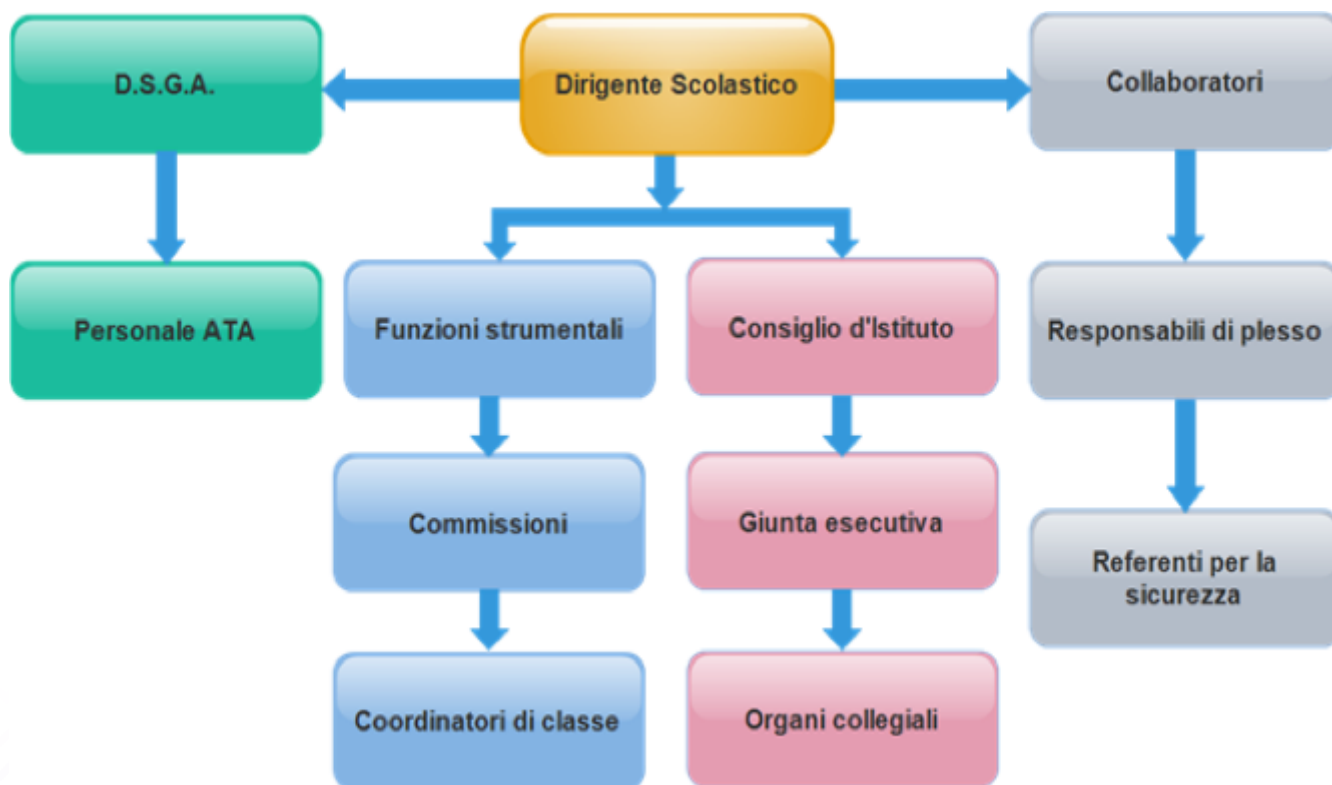 D.S.G.A.
Dirigente Scolastico
Collaboratori
Personale ATA
Funzioni strumentali
Consiglio d'Istituto
Responsabili di plesso
Commissioni
Giunta esecutiva
Referenti per la
sicurezza
Coordinatori di classe
Organi collegiali